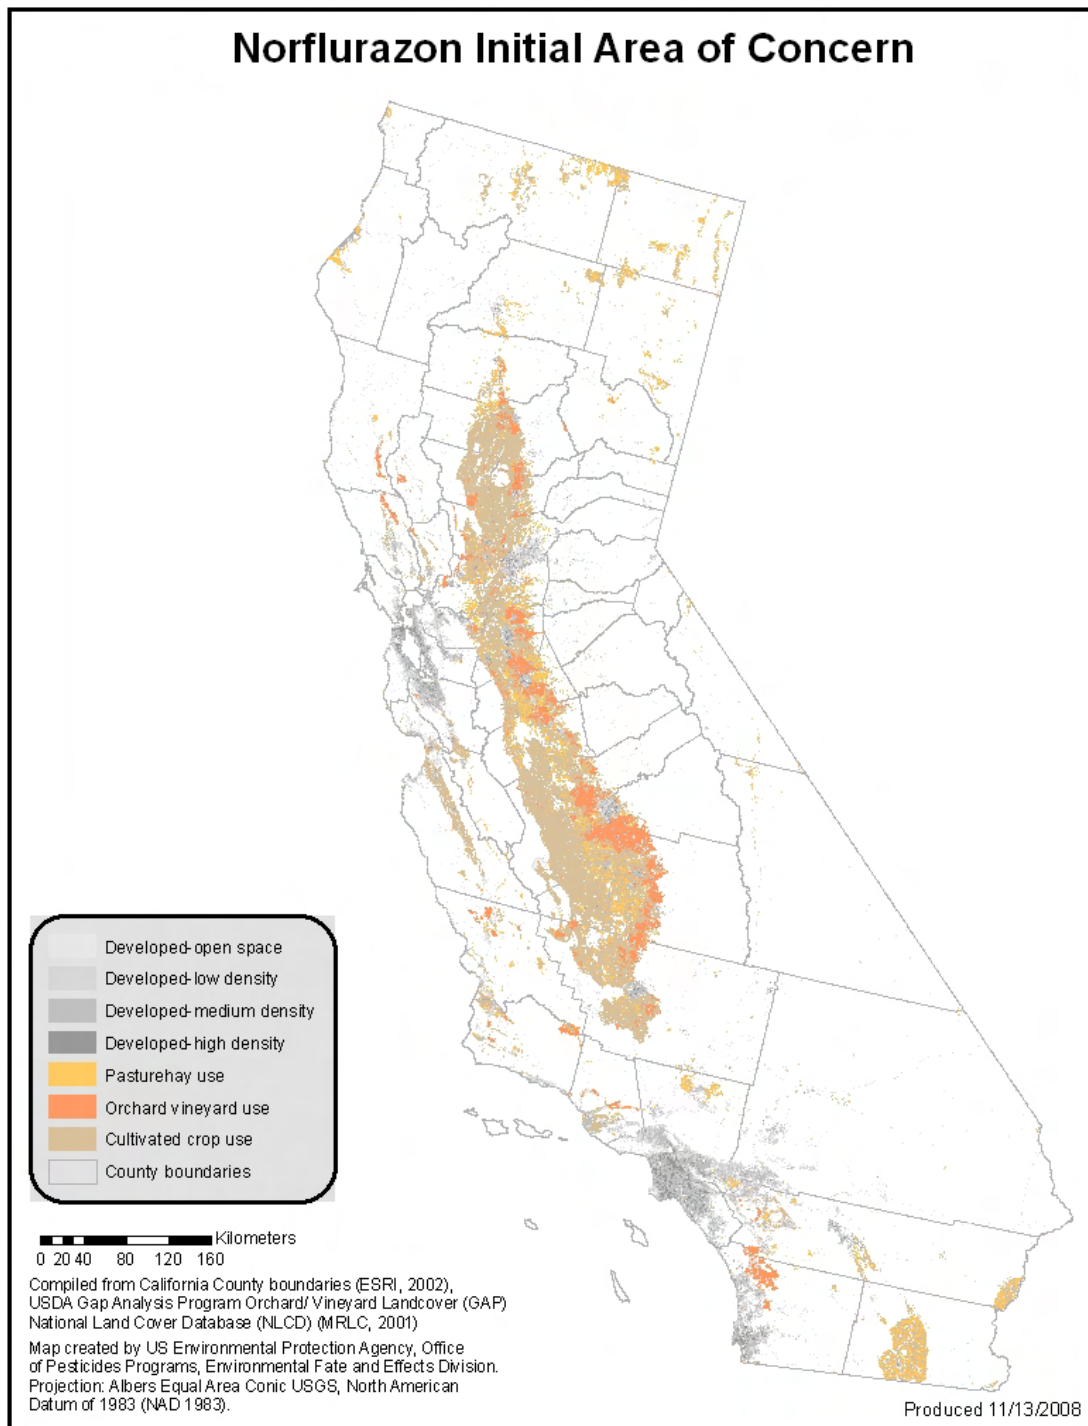 Norflurazon Initial Area of Concern
Developed-open space
Developed-low density
Developed-medium density
Developed-high density
Pasturehay use
Orchard vineyard use
Cultivated crop use
County boundaries
Kilometers
0 20 40 80 120 160
Compiled from California County boundaries (ESRI, 2002),
USDA Gap Analysis Program Orchard/ Vineyard Landcover (GAP)
National Land Cover Database (NLCD) (MRLC, 2001)
Map created by US Environmental Protection Agency, Office
of Pesticides Programs, Environmental Fate and Effects Division.
Projection: Albers Equal Area Conic USGS, North American
Datum of 1983 (NAD 1983).
Produced 11/13/2008